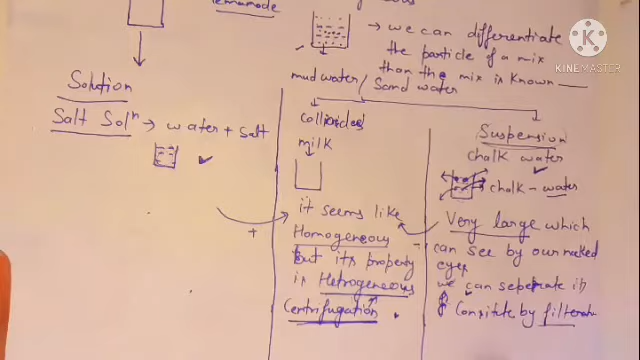 we can differentiate
the particle of a mix
than the mix is known
mud water / Sand water
Solution
Salt Solⁿ → water + salt
colloides
milk
it seems like
Homogeneous
but its property
is Hetrogeneous
Centrifugation
+
Suspension
chalk water
chalk - water
Very large which
can see by our naked
eyes
we can seperate it
Consitute by
KINEMASTER